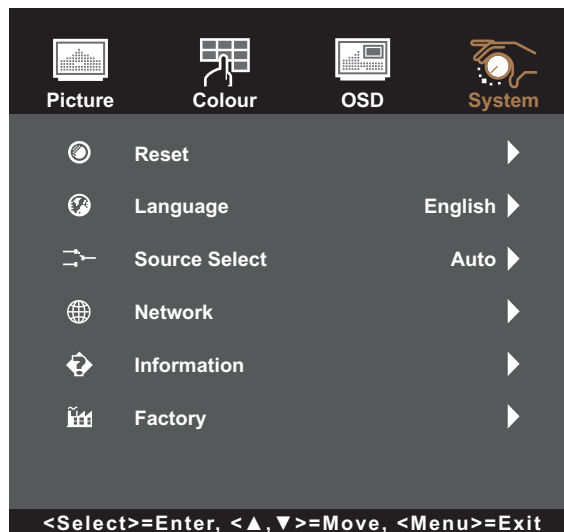 Picture Colour OSD System
Reset
Language English
Source Select Auto
Network
Information
Factory
<Select>=Enter, <▲,▼>=Move, <Menu>=Exit